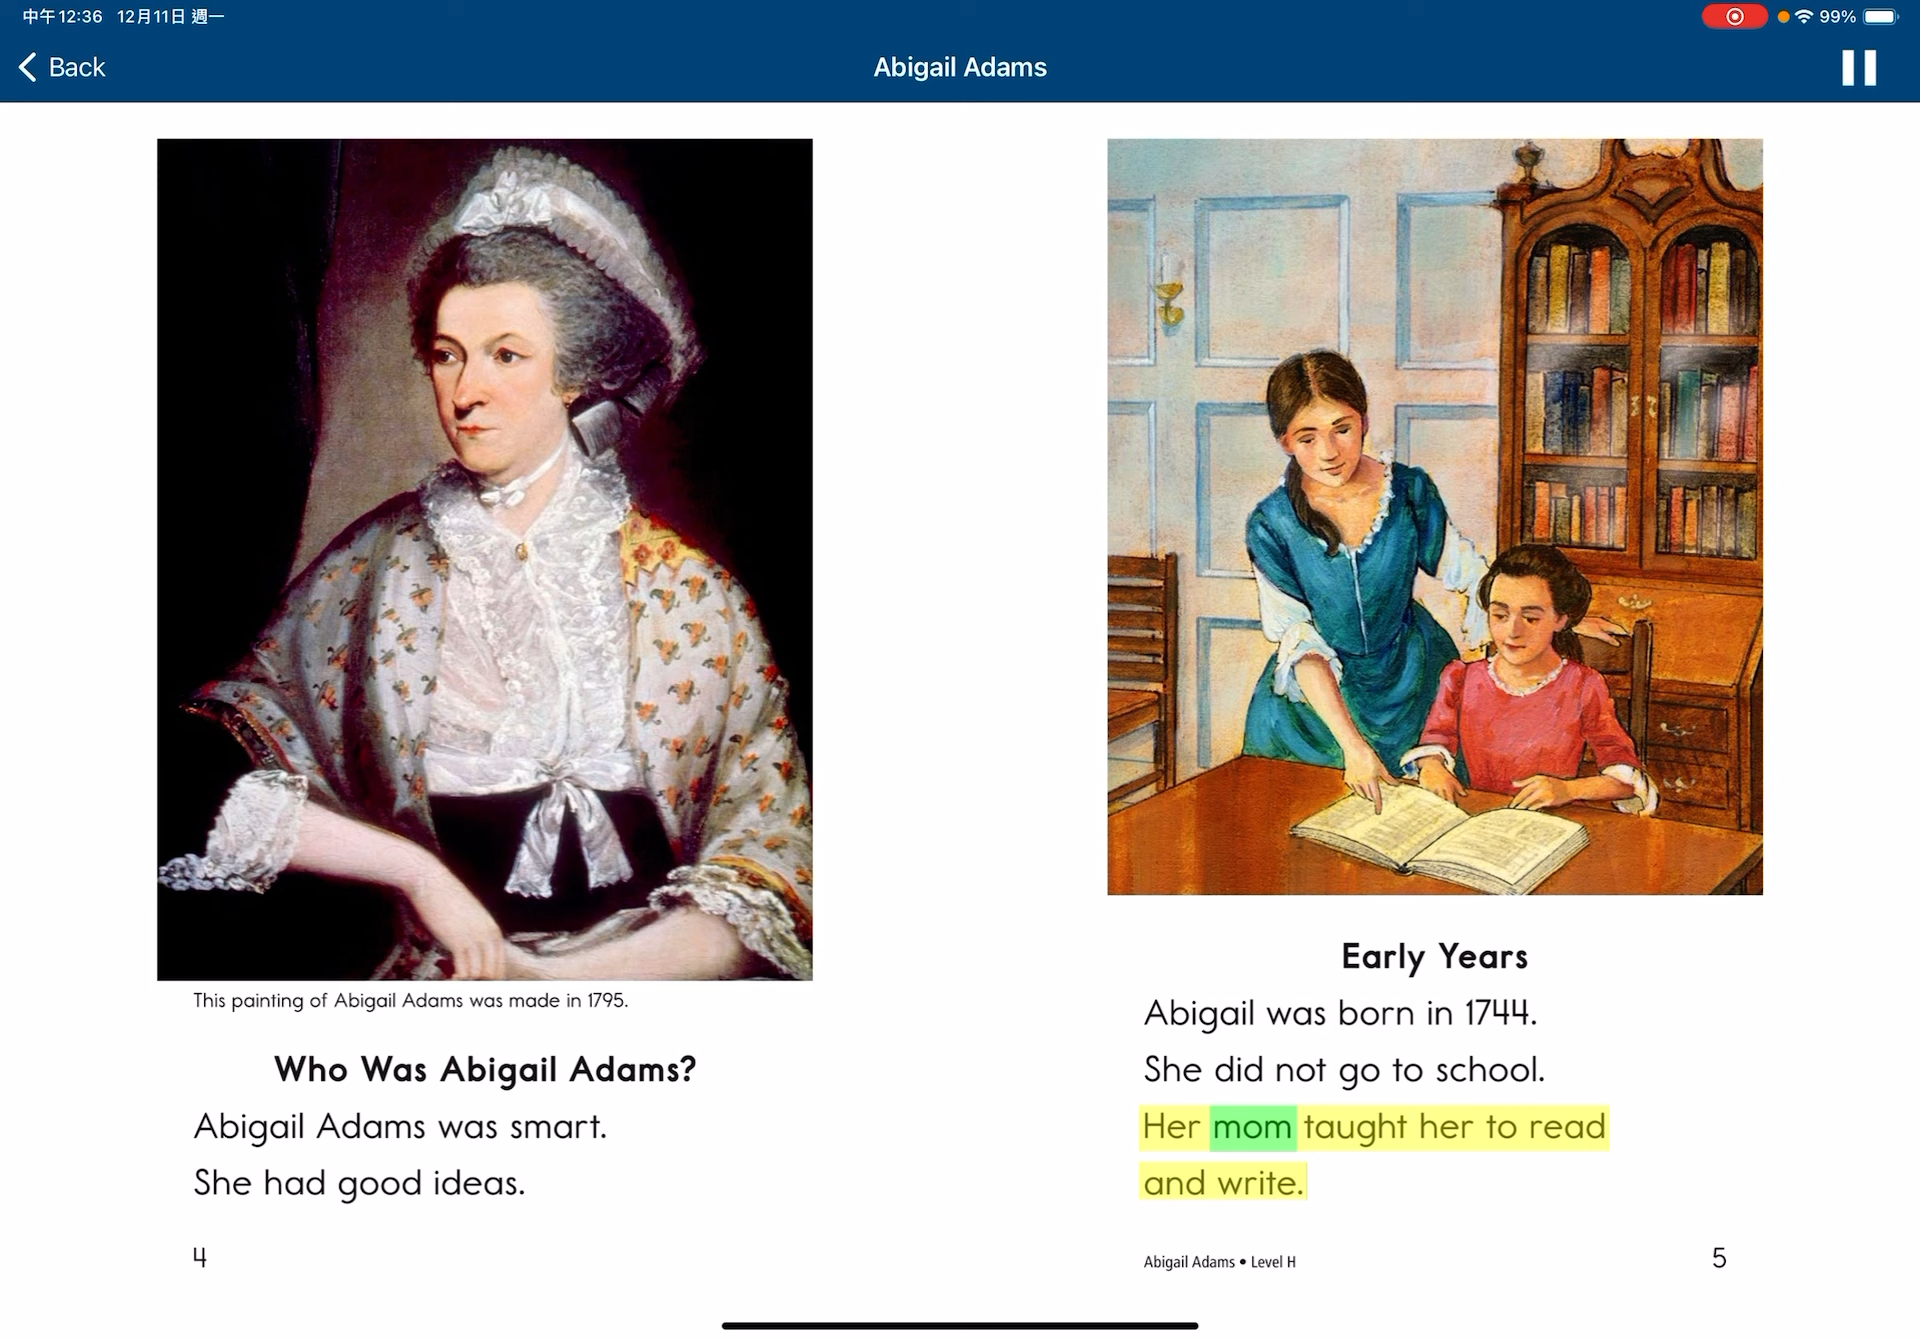 中午12:36 12月11日 週一
99%
Back
Abigail Adams
This painting of Abigail Adams was made in 1795.
Who Was Abigail Adams?
Abigail Adams was smart.
She had good ideas.
4
Early Years
Abigail was born in 1744.
She did not go to school.
Her mom taught her to read
and write.
Abigail Adams • Level H
5